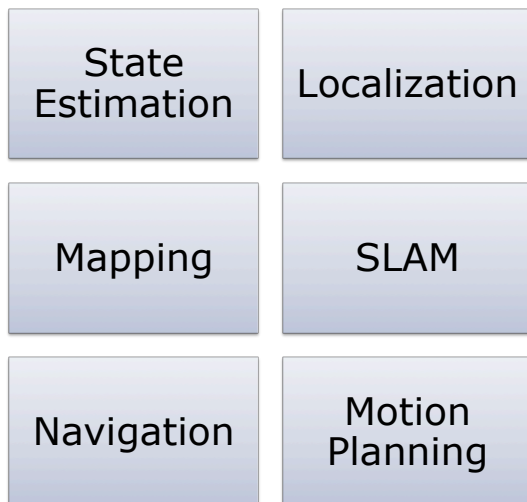 State
Estimation
Localization
Mapping
SLAM
Navigation
Motion
Planning